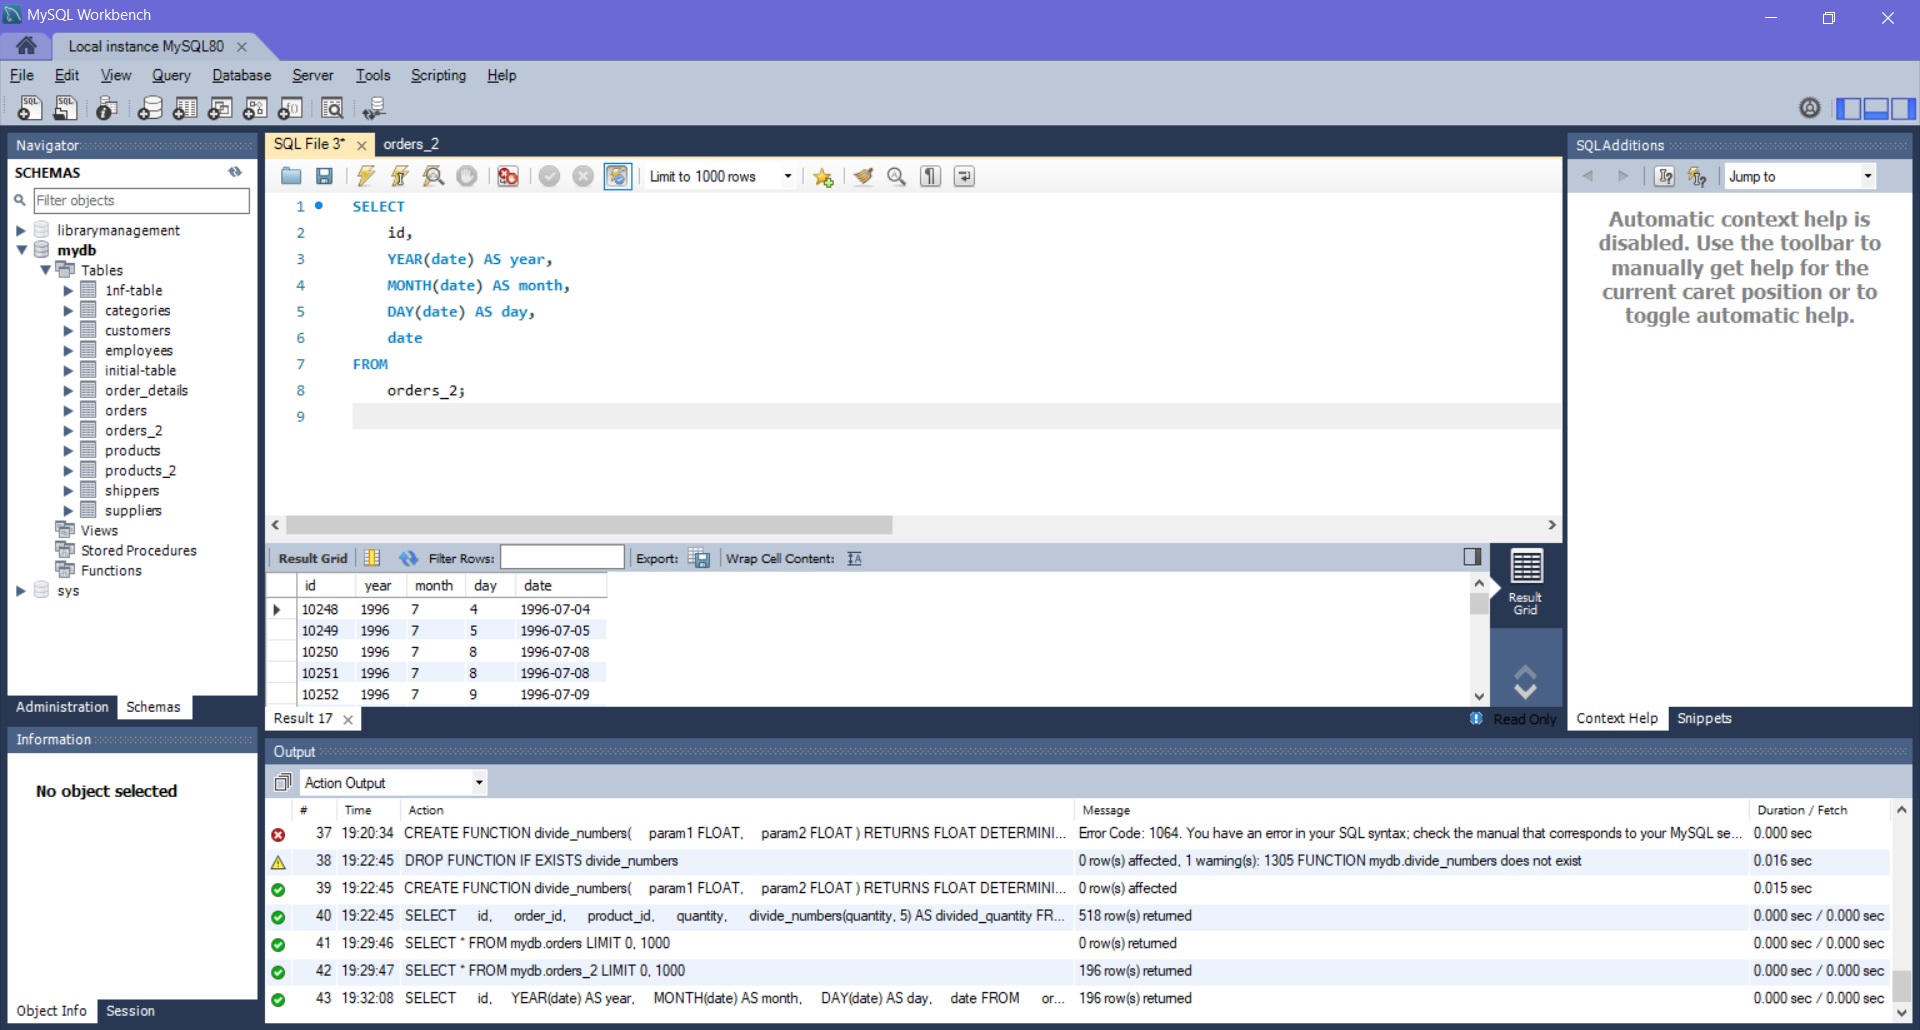 MySQL Workbench
Local instance MySQL80
File Edit View Query Database Server Tools Scripting Help
Navigator
SCHEMAS
Filter objects
librarymanagement
mydb
Tables
1nf-table
categories
customers
employees
initial-table
order_details
orders
orders_2
products
products_2
shippers
suppliers
Views
Stored Procedures
Functions
sys
Administration Schemas
Information
No object selected
Object Info Session
SQL File 3* orders_2
Limit to 1000 rows
1 SELECT
2 id,
3 YEAR(date) AS year,
4 MONTH(date) AS month,
5 DAY(date) AS day,
6 date
7 FROM
8 orders_2;
9
Result Grid Filter Rows: Export: Wrap Cell Content:
id year month day date
10248 1996 7 4 1996-07-04
10249 1996 7 5 1996-07-05
10250 1996 7 8 1996-07-08
10251 1996 7 8 1996-07-08
10252 1996 7 9 1996-07-09
Result
Grid
Result 17
Read Only
SQLAdditions
Jump to
Automatic context help is
disabled. Use the toolbar to
manually get help for the
current caret position or to
toggle automatic help.
Context Help Snippets
Output
Action Output
# Time Action Message Duration / Fetch
37 19:20:34 CREATE FUNCTION divide_numbers( param1 FLOAT, param2 FLOAT ) RETURNS FLOAT DETERMINI... Error Code: 1064. You have an error in your SQL syntax; check the manual that corresponds to your MySQL se... 0.000 sec
38 19:22:45 DROP FUNCTION IF EXISTS divide_numbers 0 row(s) affected, 1 warning(s): 1305 FUNCTION mydb.divide_numbers does not exist 0.016 sec
39 19:22:45 CREATE FUNCTION divide_numbers( param1 FLOAT, param2 FLOAT ) RETURNS FLOAT DETERMINI... 0 row(s) affected 0.015 sec
40 19:22:45 SELECT id, order_id, product_id, quantity, divide_numbers(quantity, 5) AS divided_quantity FR... 518 row(s) returned 0.000 sec / 0.000 sec
41 19:29:46 SELECT * FROM mydb.orders LIMIT 0, 1000 0 row(s) returned 0.000 sec / 0.000 sec
42 19:29:47 SELECT * FROM mydb.orders_2 LIMIT 0, 1000 196 row(s) returned 0.000 sec / 0.000 sec
43 19:32:08 SELECT id, YEAR(date) AS year, MONTH(date) AS month, DAY(date) AS day, date FROM or... 196 row(s) returned 0.000 sec / 0.000 sec